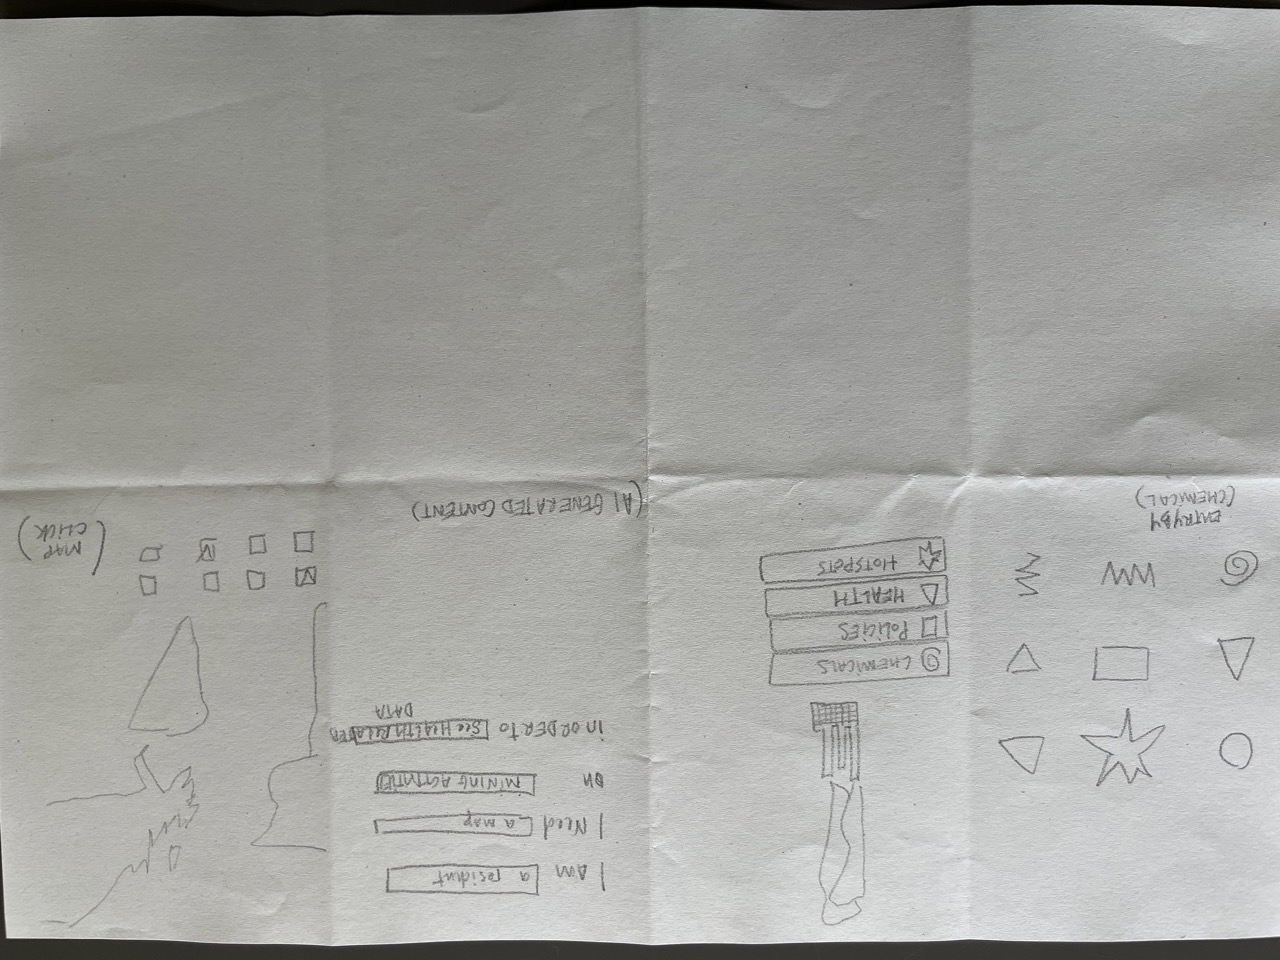 ENTRY BY
(CHEMICAL)
CHEMICALS
POLICIES
HEALTH
HOTSPOTS
I AM a resident
I Need a map
on MINING ACTIVITIES
in ORDER to See HEALTH RELATED
DATA
(AI GENERATED CONTENT)
(MAP
CLICK)